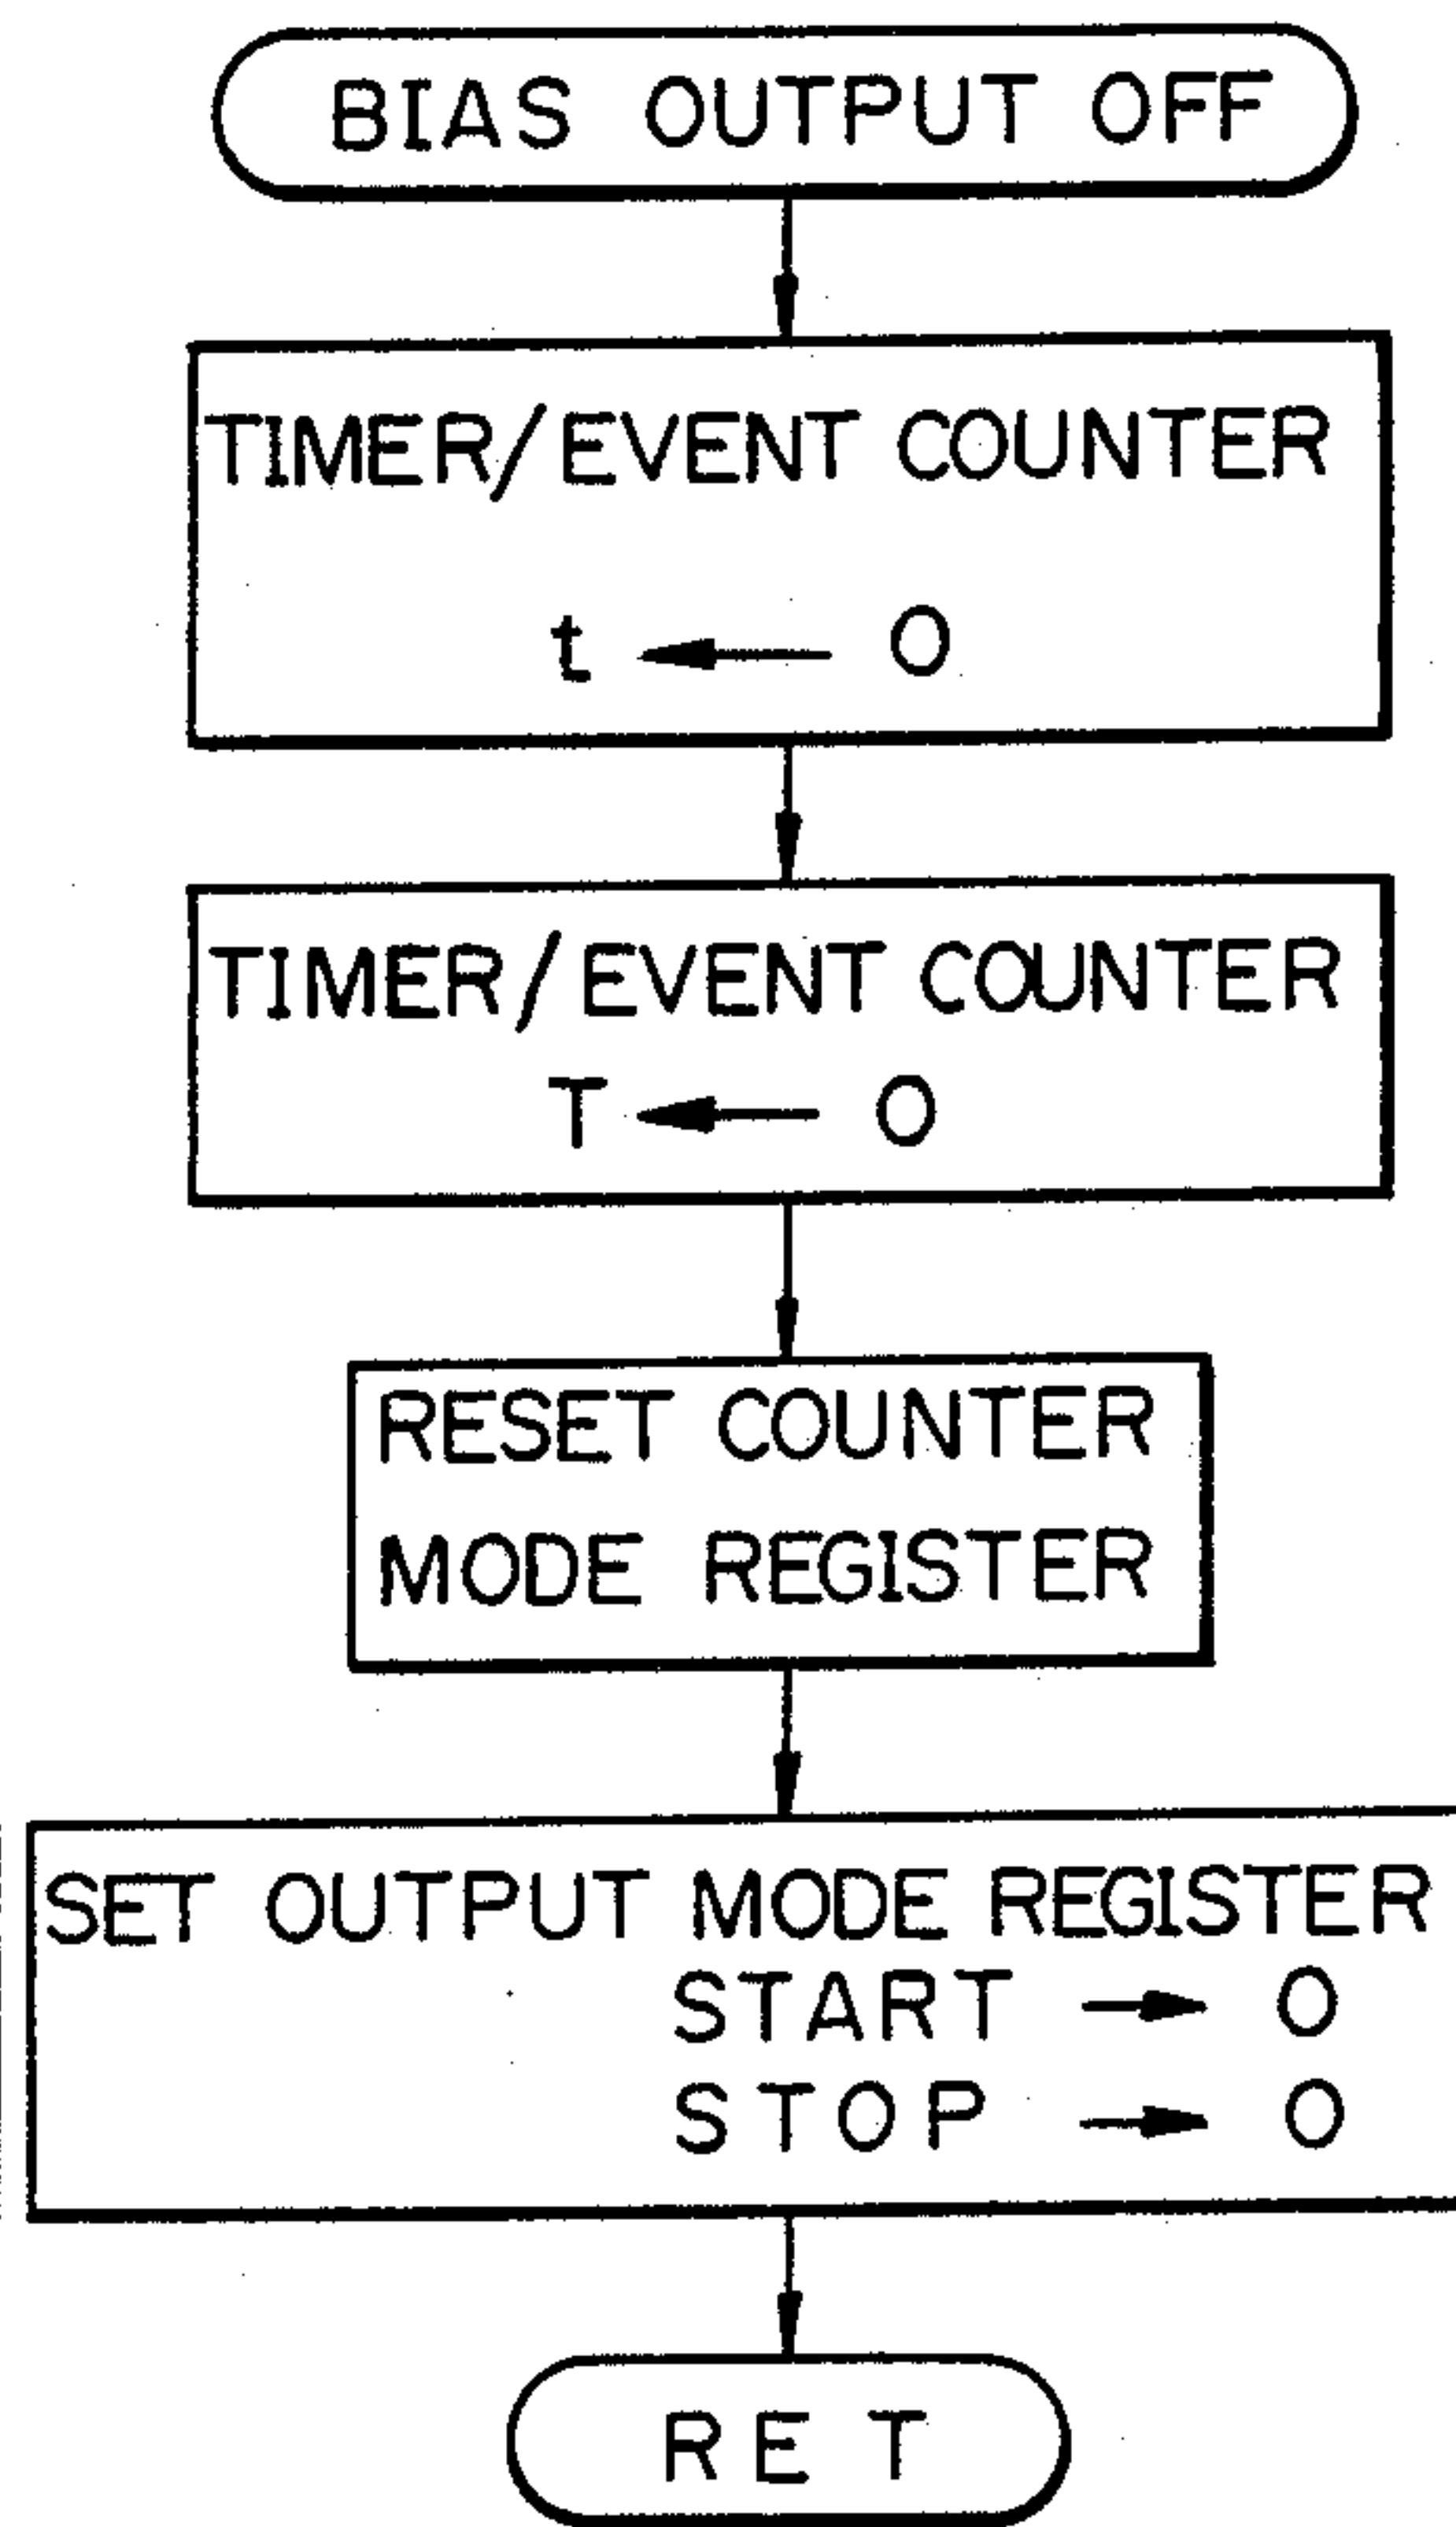 BIAS OUTPUT OFF
TIMER/EVENT COUNTER
t ← 0
TIMER/EVENT COUNTER
T ← 0
RESET COUNTER
MODE REGISTER
SET OUTPUT MODE REGISTER
START → 0
STOP → 0
RET